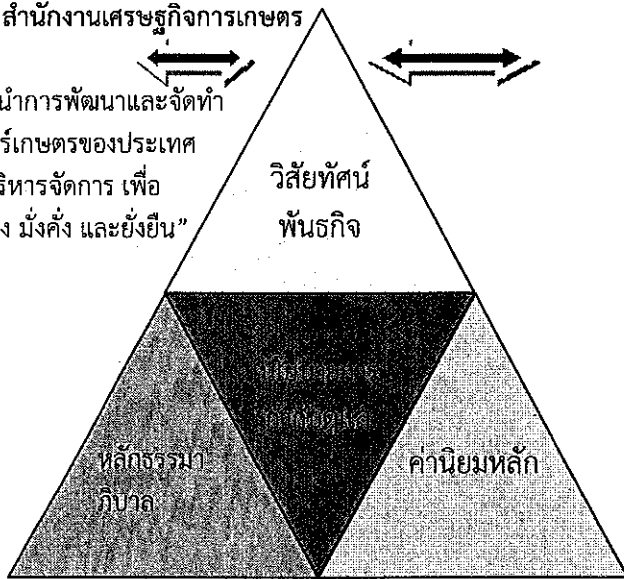 สำนักงานเศรษฐกิจการเกษตร
นำการพัฒนาและจัดทำ
ร์เกษตรของประเทศ
ริหารจัดการ เพื่อ
ง มั่งคั่ง และยั่งยืน”
วิสัยทัศน์
พันธกิจ
หลักธรรมา
ภิบาล
ค่านิยมหลัก